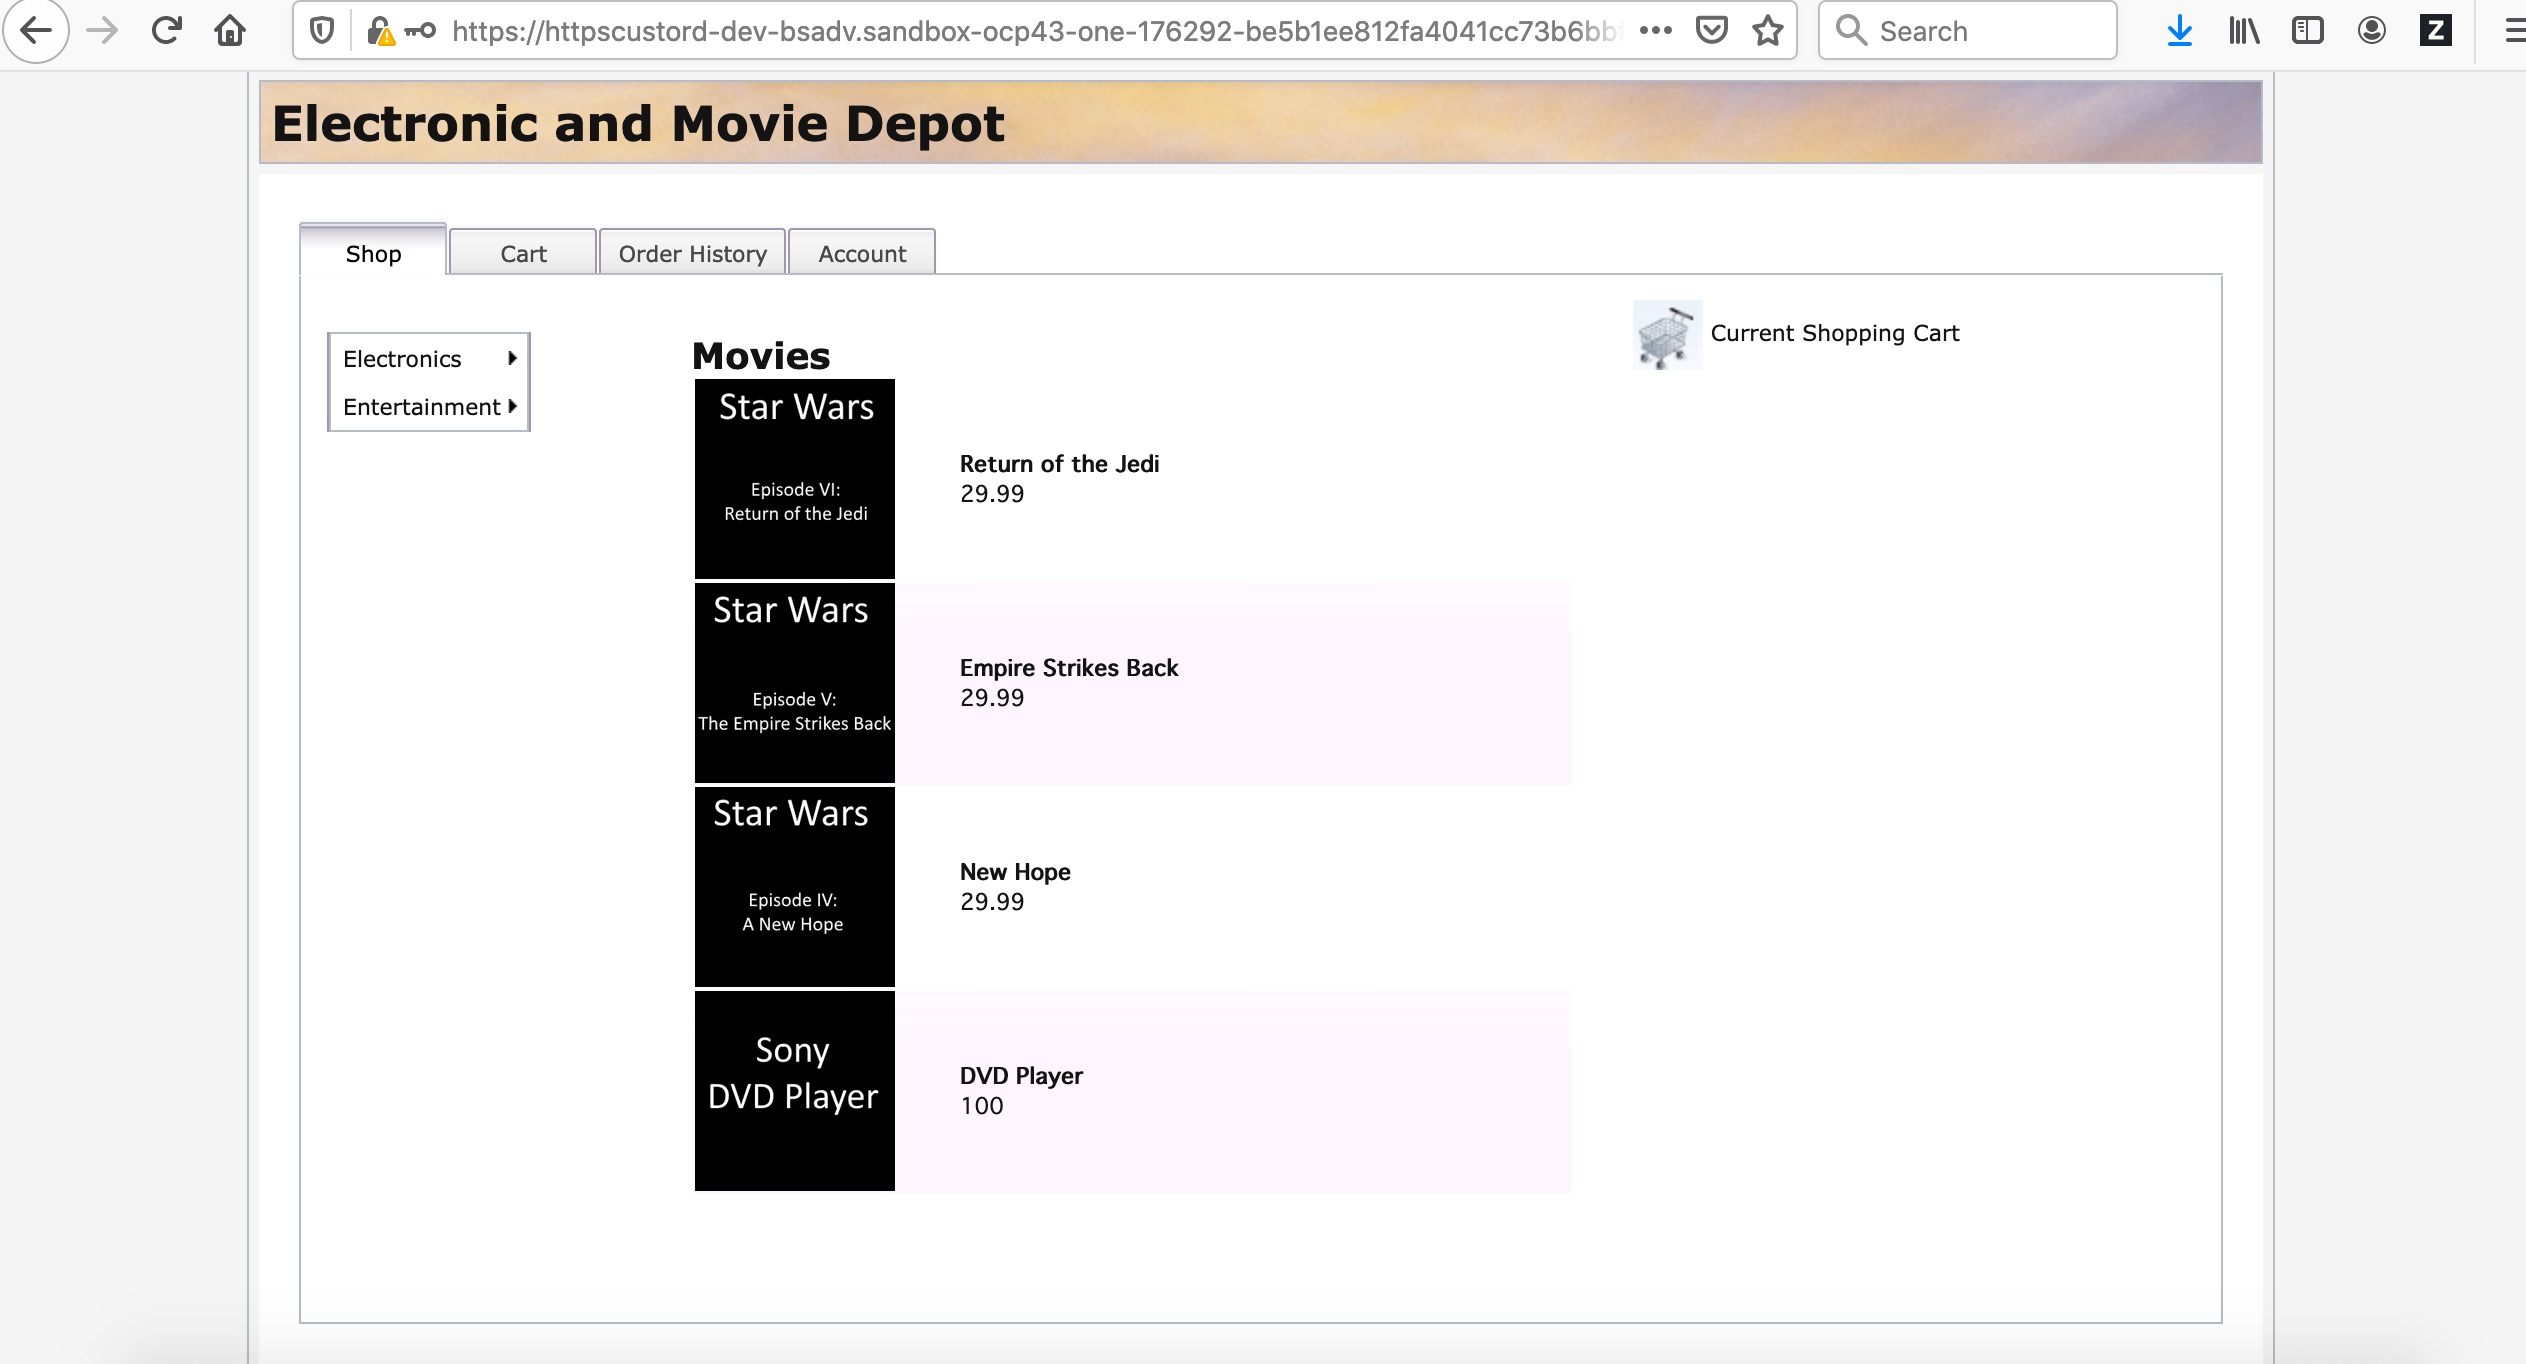 https://httpscustord-dev-bsadv.sandbox-ocp43-one-176292-be5b1ee812fa4041cc73b6bb
Search
Z
Electronic and Movie Depot
Shop
Cart
Order History
Account
Electronics
Entertainment
Movies
Current Shopping Cart
Star Wars
Episode VI:
Return of the Jedi
Return of the Jedi
29.99
Star Wars
Episode V:
The Empire Strikes Back
Empire Strikes Back
29.99
Star Wars
Episode IV:
A New Hope
New Hope
29.99
Sony
DVD Player
DVD Player
100